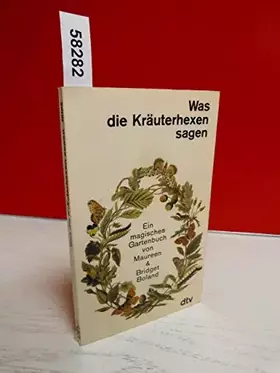 58282
Was
die Kräuterhexen
sagen
Ein
magisches
Gartenbuch
von
Maureen
&
Bridget
Boland
dtv